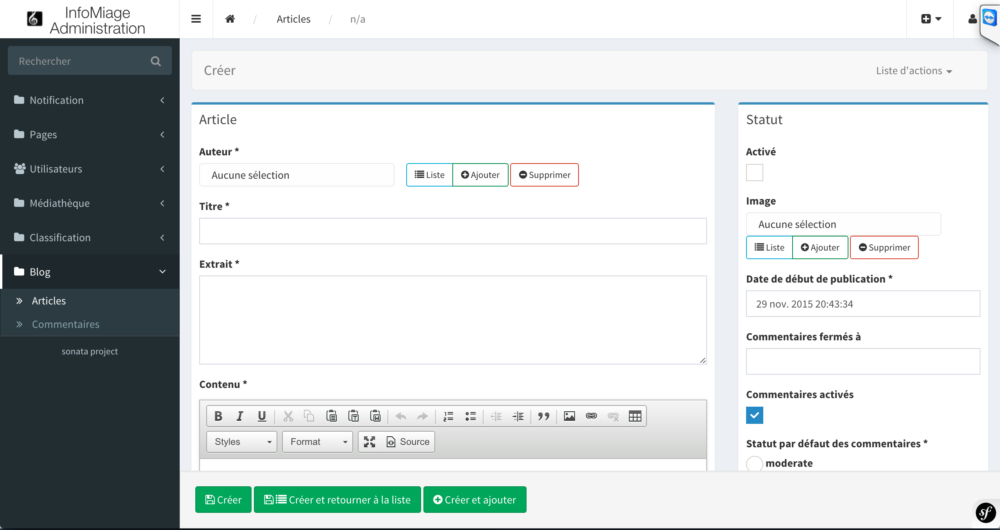 InfoMiage
Administration
Articles
n/a
Rechercher
Notification
Pages
Utilisateurs
Médiathèque
Classification
Blog
Articles
Commentaires
sonata project
Créer
Liste d'actions
Article
Auteur *
Aucune sélection
Liste
Ajouter
Supprimer
Titre *
Extrait *
Contenu *
B I U
Styles
Format
Source
Statut
Activé
Image
Aucune sélection
Liste
Ajouter
Supprimer
Date de début de publication *
29 nov. 2015 20:43:34
Commentaires fermés à
Commentaires activés
Statut par défaut des commentaires *
moderate
Créer
Créer et retourner à la liste
Créer et ajouter
sf